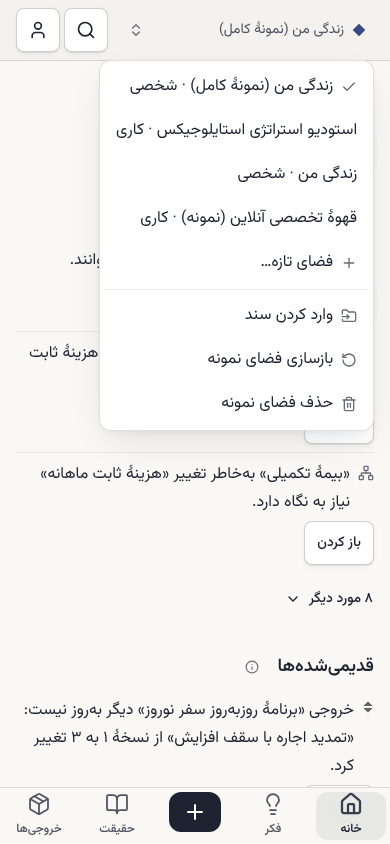 زندگی من (نمونهٔ کامل)
زندگی من (نمونهٔ کامل) · شخصی
استودیو استراتژی استایلوجیکس · کاری
زندگی من · شخصی
قهوهٔ تخصصی آنلاین (نمونه) · کاری
فضای تازه…
وارد کردن سند
بازسازی فضای نمونه
حذف فضای نمونه
هزینهٔ ثابت
«بیمهٔ تکمیلی» به‌خاطر تغییر «هزینهٔ ثابت ماهانه»
نیاز به نگاه دارد.
باز کردن
۸ مورد دیگر
قدیمی‌شده‌ها
خروجی «برنامهٔ روزبه‌روز سفر نوروز» دیگر به‌روز نیست:
«تمدید اجاره با سقف افزایش» از نسخهٔ ۱ به ۳ تغییر
کرد.
خانه
فکر
حقیقت
خروجی‌ها